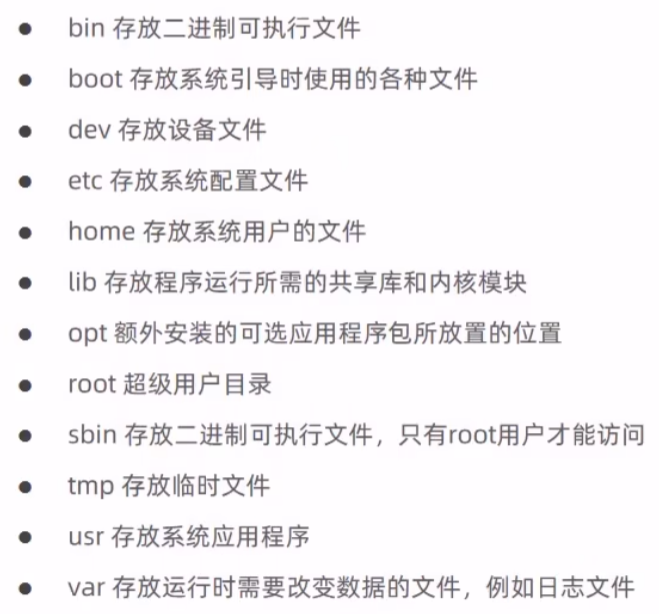 ● bin 存放二进制可执行文件
● boot 存放系统引导时使用的各种文件
● dev 存放设备文件
● etc 存放系统配置文件
● home 存放系统用户的文件
● lib 存放程序运行所需的共享库和内核模块
● opt 额外安装的可选应用程序包所放置的位置
● root 超级用户目录
● sbin 存放二进制可执行文件，只有root用户才能访问
● tmp 存放临时文件
● usr 存放系统应用程序
● var 存放运行时需要改变数据的文件，例如日志文件